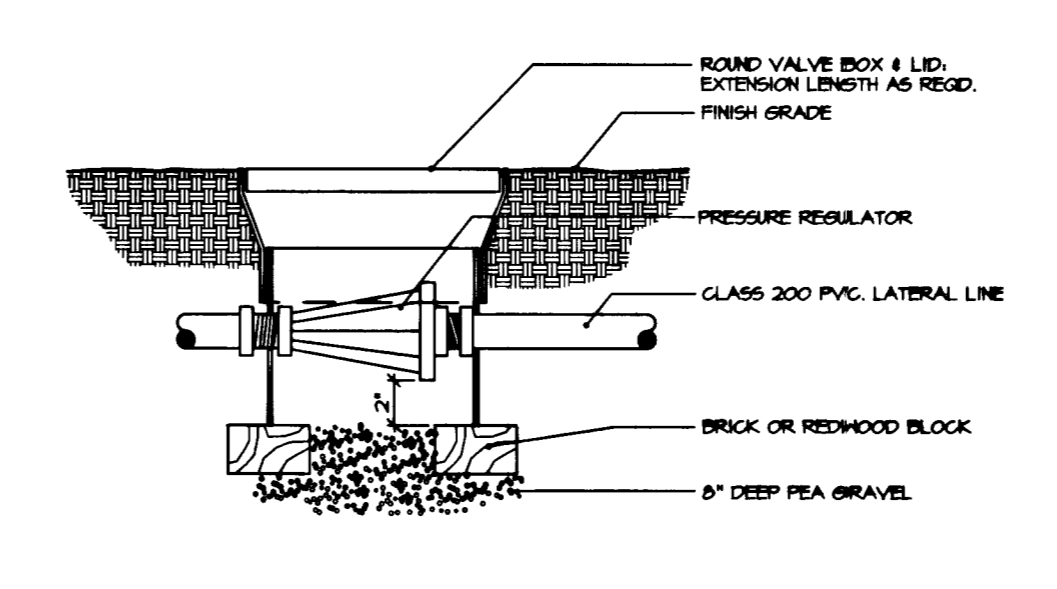 ROUND VALVE BOX & LID:
EXTENSION LENGTH AS REQD.
FINISH GRADE
PRESSURE REGULATOR
CLASS 200 PVC. LATERAL LINE
2"
BRICK OR REDWOOD BLOCK
8" DEEP PEA GRAVEL